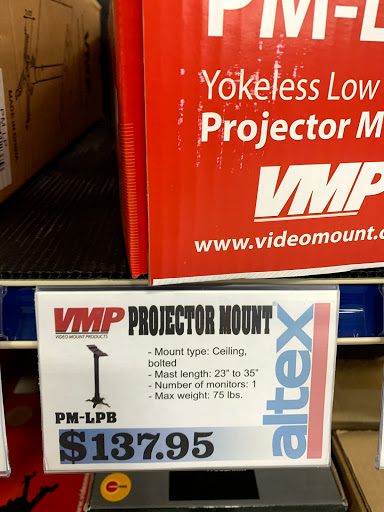 PM-L
Yokeless Low
Projector M
VMP
www.videomount.c
VMP PROJECTOR MOUNT
VIDEO MOUNT PRODUCTS
- Mount type: Ceiling,
bolted
- Mast length: 23" to 35"
- Number of monitors: 1
- Max weight: 75 lbs.
PM-LPB
$137.95
altex